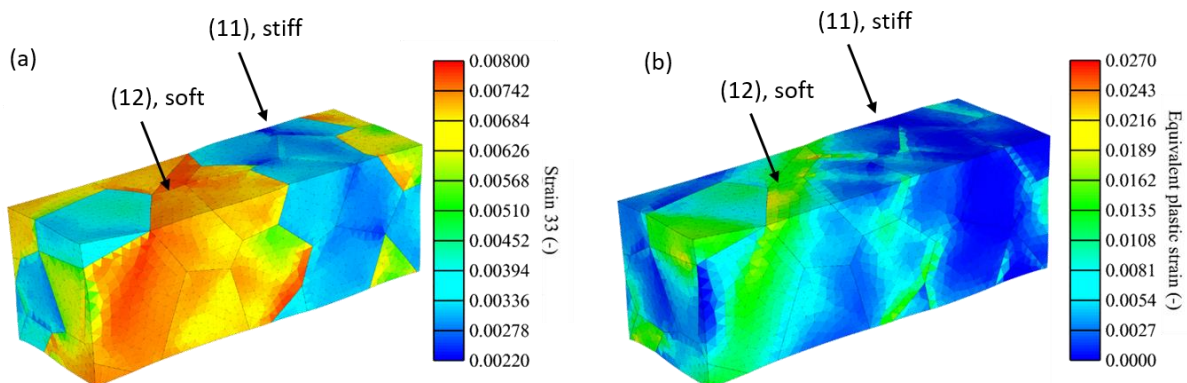 (a)
(11), stiff
(12), soft
0.00800
0.00742
0.00684
0.00626
0.00568
0.00510
0.00452
0.00394
0.00336
0.00278
0.00220
Strain 33 (-)
(b)
(11), stiff
(12), soft
0.0270
0.0243
0.0216
0.0189
0.0162
0.0135
0.0108
0.0081
0.0054
0.0027
0.0000
Equivalent plastic strain (-)